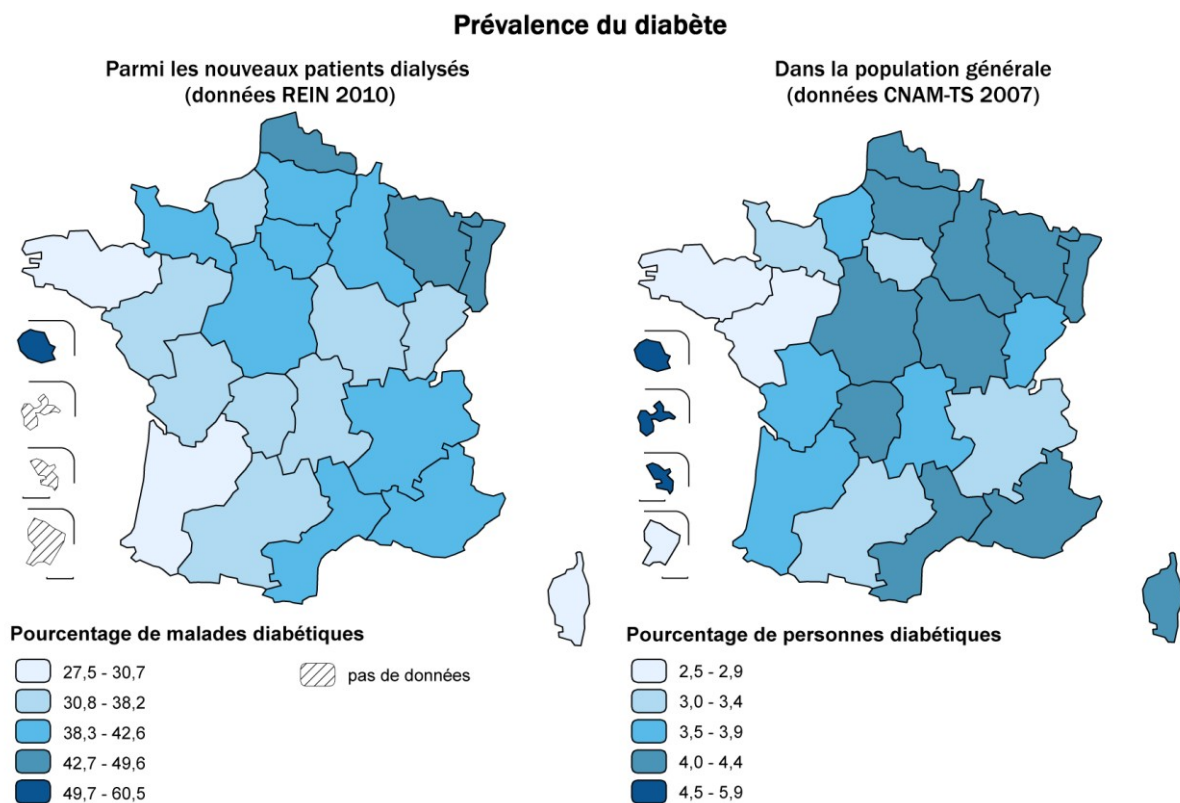 Prévalence du diabète
Parmi les nouveaux patients dialysés
(données REIN 2010)
Dans la population générale
(données CNAM-TS 2007)
Pourcentage de malades diabétiques
27,5 - 30,7
30,8 - 38,2
38,3 - 42,6
42,7 - 49,6
49,7 - 60,5
pas de données
Pourcentage de personnes diabétiques
2,5 - 2,9
3,0 - 3,4
3,5 - 3,9
4,0 - 4,4
4,5 - 5,9